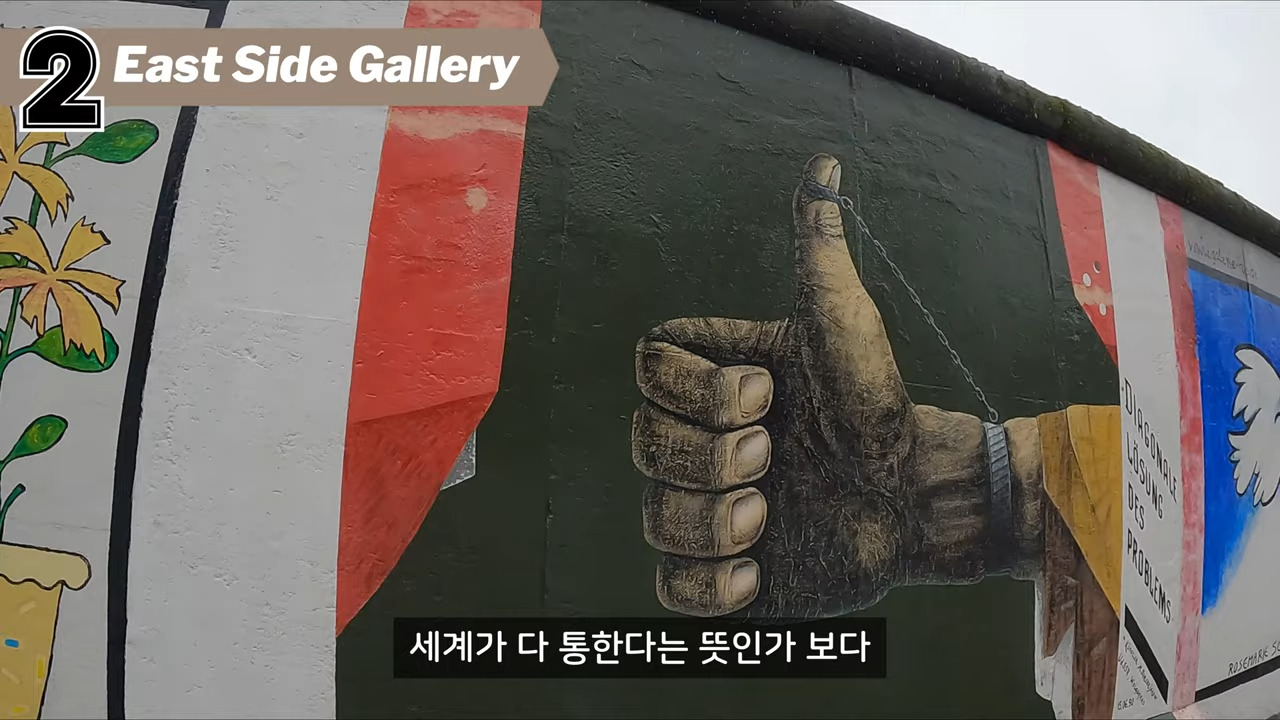 2 East Side Gallery
DIAGONALE
LÖSUNG
DES
PROBLEMS
ROSEMARIE
세계가 다 통한다는 뜻인가 보다